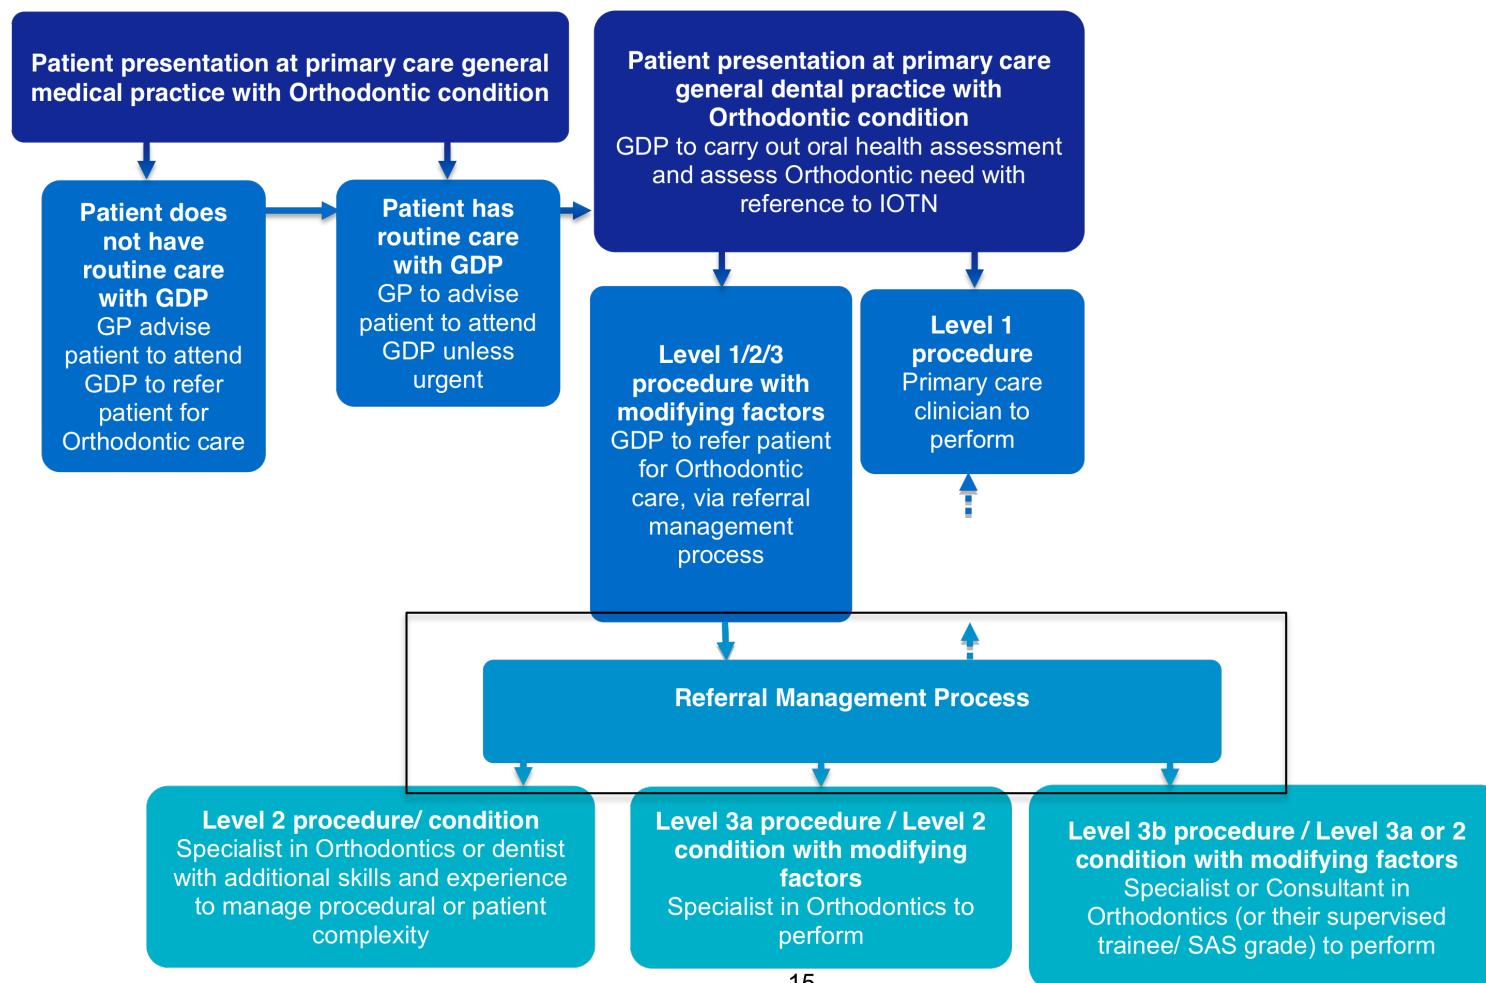 Patient presentation at primary care general
medical practice with Orthodontic condition
Patient presentation at primary care
general dental practice with
Orthodontic condition
GDP to carry out oral health assessment
and assess Orthodontic need with
reference to IOTN
Patient does
not have
routine care
with GDP
GP advise
patient to attend
GDP to refer
patient for
Orthodontic care
Patient has
routine care
with GDP
GP to advise
patient to attend
GDP unless
urgent
Level 1/2/3
procedure with
modifying factors
GDP to refer patient
for Orthodontic
care, via referral
management
process
Level 1
procedure
Primary care
clinician to
perform
Referral Management Process
Level 2 procedure/ condition
Specialist in Orthodontics or dentist
with additional skills and experience
to manage procedural or patient
complexity
Level 3a procedure / Level 2
condition with modifying
factors
Specialist in Orthodontics to
perform
Level 3b procedure / Level 3a or 2
condition with modifying factors
Specialist or Consultant in
Orthodontics (or their supervised
trainee/ SAS grade) to perform
15